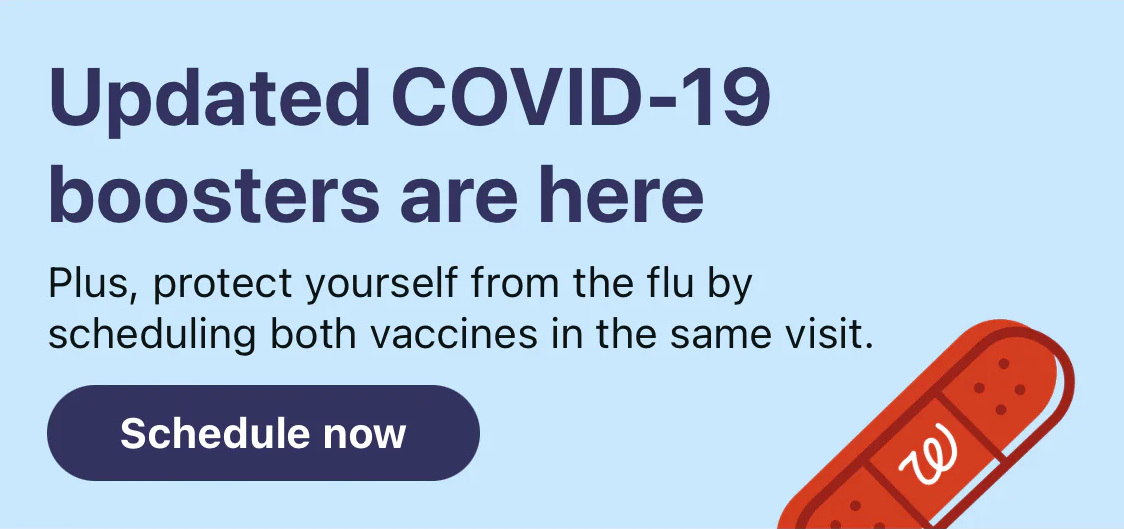 Updated COVID-19
boosters are here
Plus, protect yourself from the flu by
scheduling both vaccines in the same visit.
Schedule now
w